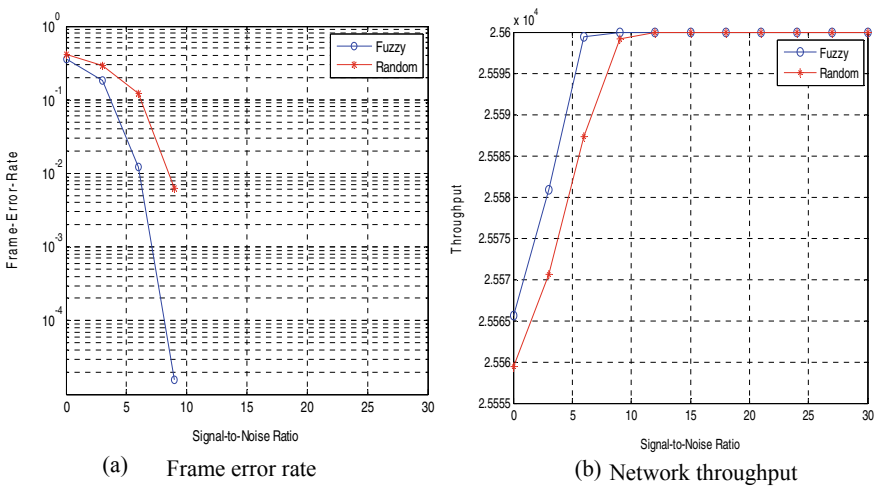 10^0
10^-1
10^-2
10^-3
10^-4
Frame-Error-Rate
0 5 10 15 20 25 30
Signal-to-Noise Ratio
Fuzzy
Random
(a) Frame error rate
x 10^4
2.56
2.5595
2.559
2.5585
2.558
2.5575
2.557
2.5565
2.556
2.5555
Throughput
0 5 10 15 20 25 30
Signal-to-Noise Ratio
Fuzzy
Random
(b) Network throughput